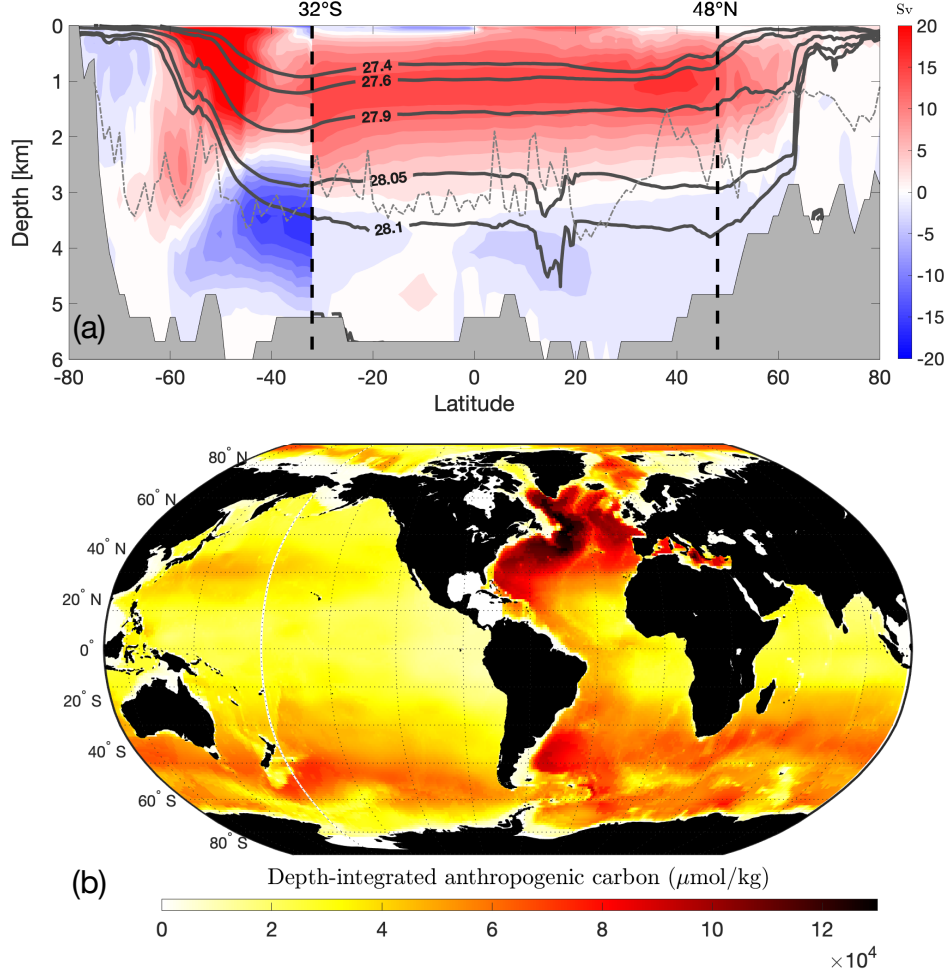 32°S 48°N Sv
0
1
2
3
4
5
6
Depth [km]
27.4
27.6
27.9
28.05
28.1
(a)
20
15
10
5
0
-5
-10
-15
-20
-80 -60 -40 -20 0 20 40 60 80
Latitude
80° N
60° N
40° N
20° N
0°
20° S
40° S
60° S
80° S
(b)
Depth-integrated anthropogenic carbon (μmol/kg)
0 2 4 6 8 10 12
×10⁴